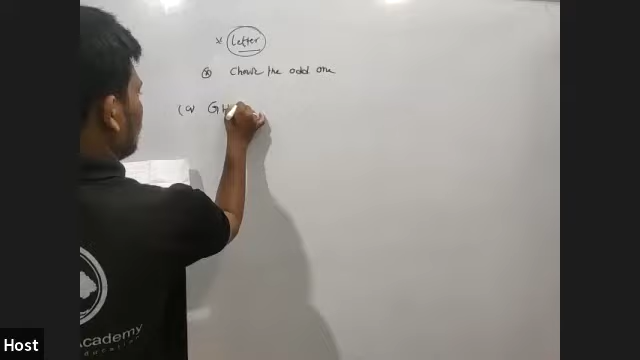 * Letter
* Choose the odd one
(a) G H
Academy
Host